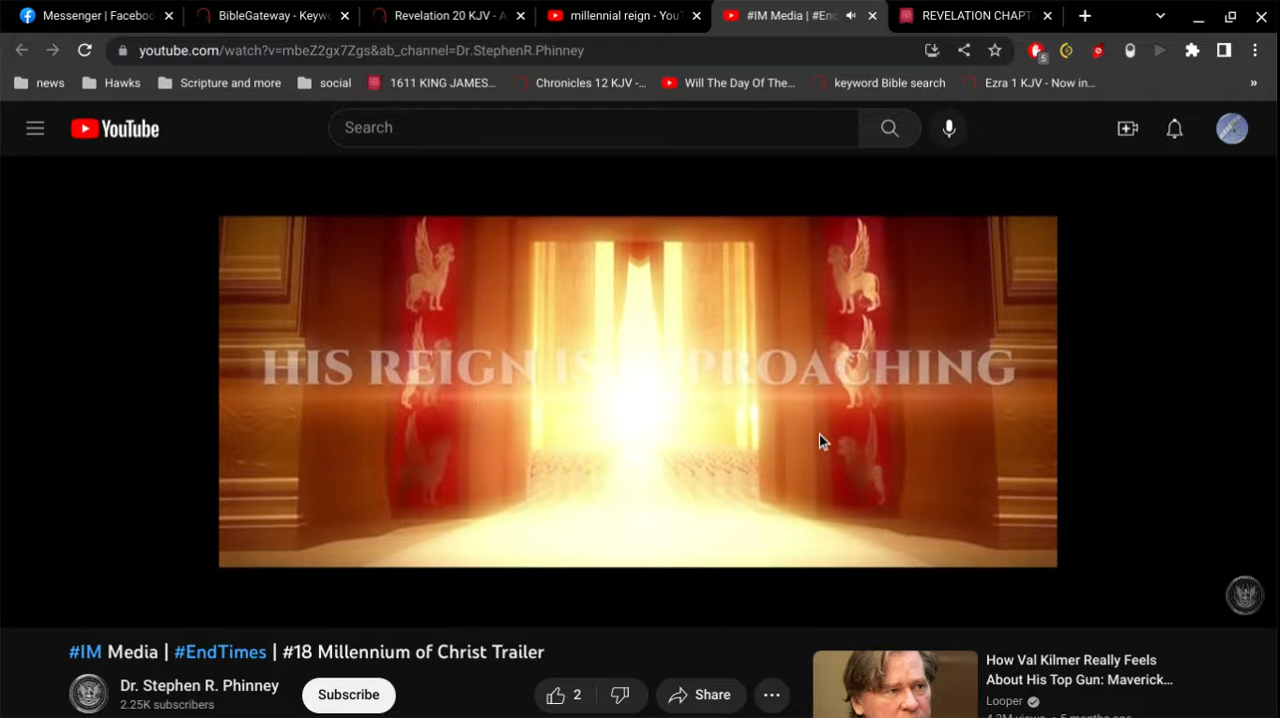 Messenger | Faceboo
BibleGateway - Keyw
Revelation 20 KJV - A
millennial reign - YouT
#IM Media | #End
REVELATION CHAPT
youtube.com/watch?v=mbeZ2gx7Zgs&ab_channel=Dr.StephenR.Phinney
5
news
Hawks
Scripture and more
social
1611 KING JAMES...
Chronicles 12 KJV -...
Will The Day Of The...
keyword Bible search
Ezra 1 KJV - Now in...
»
YouTube
Search
HIS REIGN IS APPROACHING
#IM Media | #EndTimes | #18 Millennium of Christ Trailer
Dr. Stephen R. Phinney
2.25K subscribers
Subscribe
2
Share
How Val Kilmer Really Feels
About His Top Gun: Maverick...
Looper